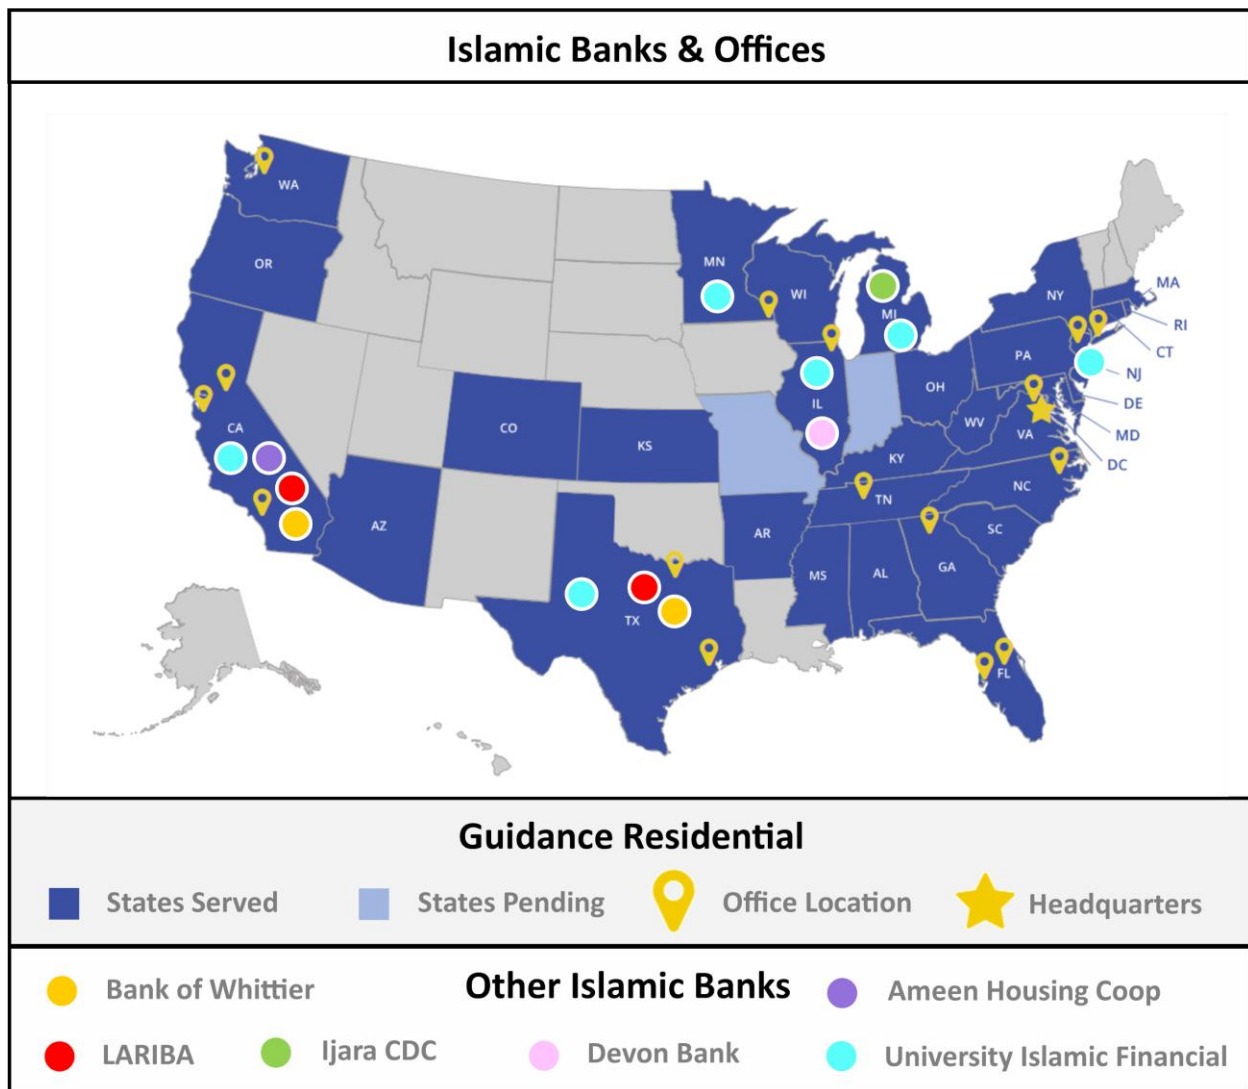 Islamic Banks & Offices
WA
OR
MN
WI
MI
NY
MA
RI
CT
PA
NJ
OH
DE
IL
MD
WV
VA
DC
CA
CO
KS
KY
NC
TN
AZ
AR
SC
MS
AL
GA
TX
FL
Guidance Residential
States Served
States Pending
Office Location
Headquarters
Other Islamic Banks
Bank of Whittier
Ameen Housing Coop
LARIBA
Ijara CDC
Devon Bank
University Islamic Financial